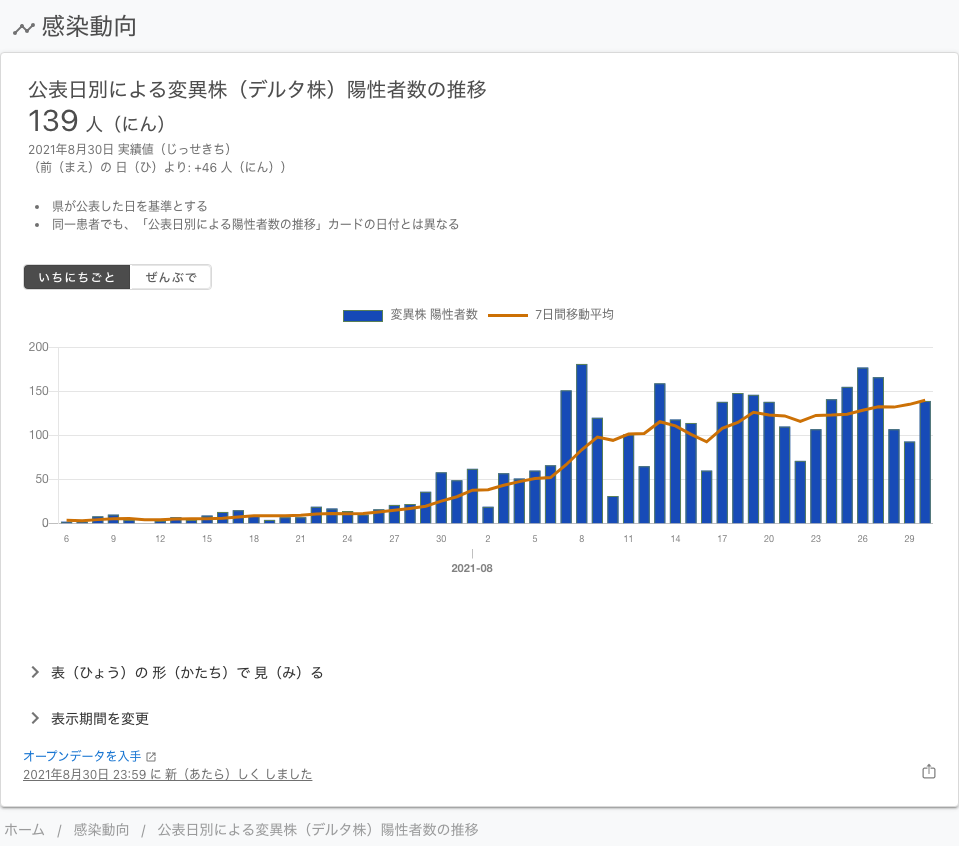 感染動向
公表日別による変異株（デルタ株）陽性者数の推移
139 人（にん）
2021年8月30日 実績値（じっせきち）
（前（まえ）の 日（ひ）より: +46 人（にん））
県が公表した日を基準とする
同一患者でも、「公表日別による陽性者数の推移」カードの日付とは異なる
いちにちごと ぜんぶで
変異株 陽性者数 7日間移動平均
200
150
100
50
0
6 9 12 15 18 21 24 27 30 2 5 8 11 14 17 20 23 26 29
2021-08
表（ひょう）の 形（かたち）で 見（み）る
表示期間を変更
オープンデータを入手
2021年8月30日 23:59 に 新（あたら）しく しました
ホーム / 感染動向 / 公表日別による変異株（デルタ株）陽性者数の推移